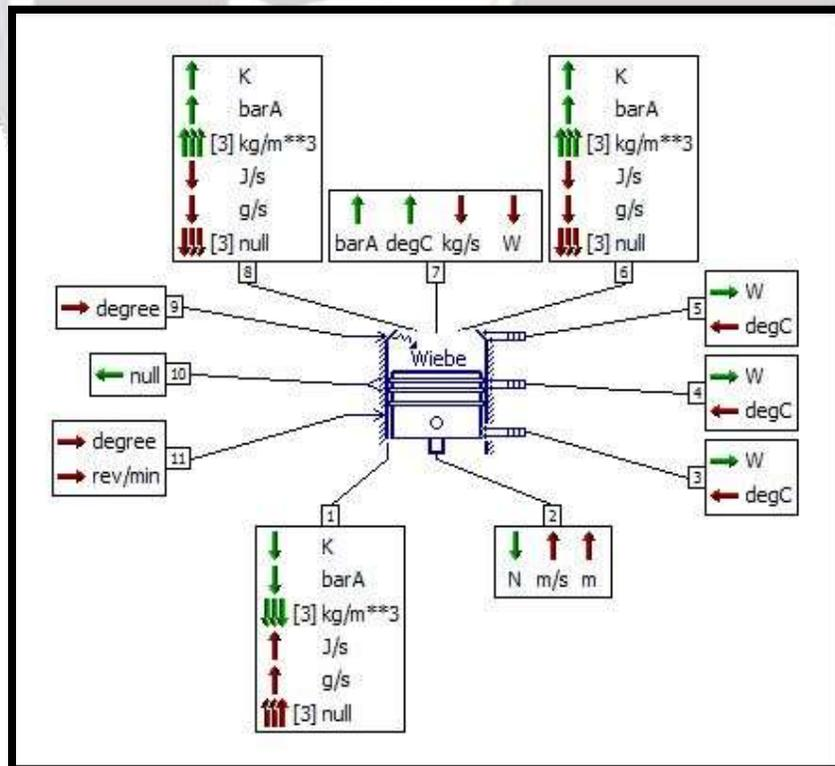 K
barA
[3] kg/m**3
J/s
g/s
[3] null
8
barA degC kg/s W
7
K
barA
[3] kg/m**3
J/s
g/s
[3] null
6
degree 9
null 10
degree
rev/min
11
Wiebe
5
W
degC
4
W
degC
3
W
degC
1
K
barA
[3] kg/m**3
J/s
g/s
[3] null
2
N m/s m